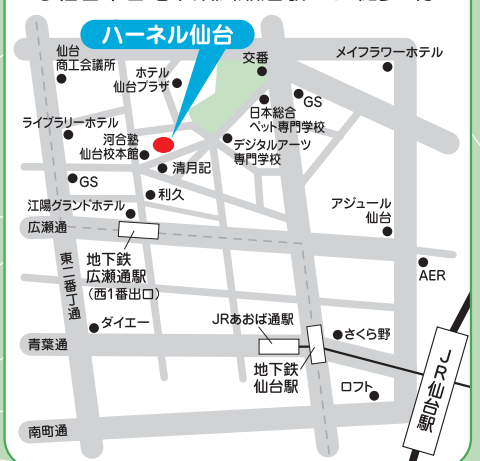 ハーネル仙台
仙台
商工会議所
ホテル
仙台プラザ
交番
メイフラワーホテル
GS
日本総合
ペット専門学校
ライブラリーホテル
河合塾
仙台校本館
デジタルアーツ
専門学校
清月記
GS
利久
江陽グランドホテル
アジュール
仙台
広瀬通
地下鉄
広瀬通駅
(西1番出口)
東二番丁通
AER
ダイエー
JRあおば通駅
さくら野
青葉通
地下鉄
仙台駅
JR仙台駅
ロフト
南町通